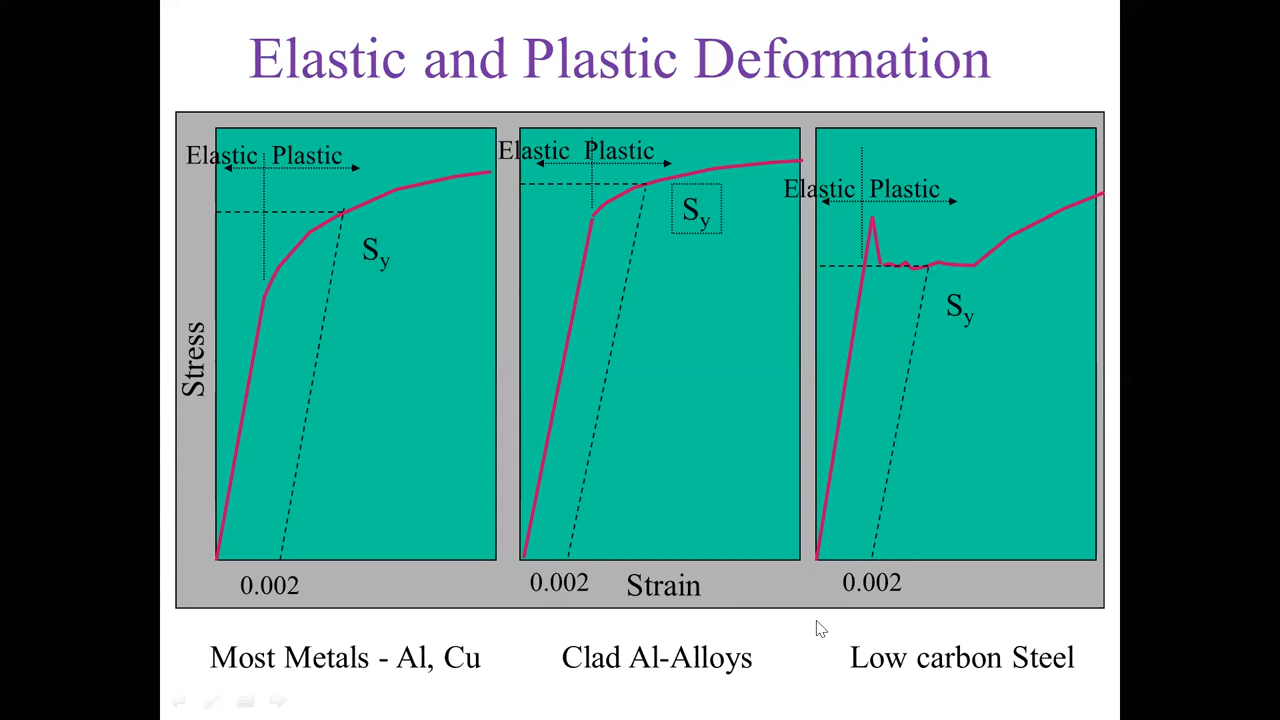 Elastic and Plastic Deformation
Elastic Plastic
Sy
Stress
0.002
Elastic Plastic
Sy
0.002
Strain
Elastic Plastic
Sy
0.002
Most Metals - Al, Cu
Clad Al-Alloys
Low carbon Steel